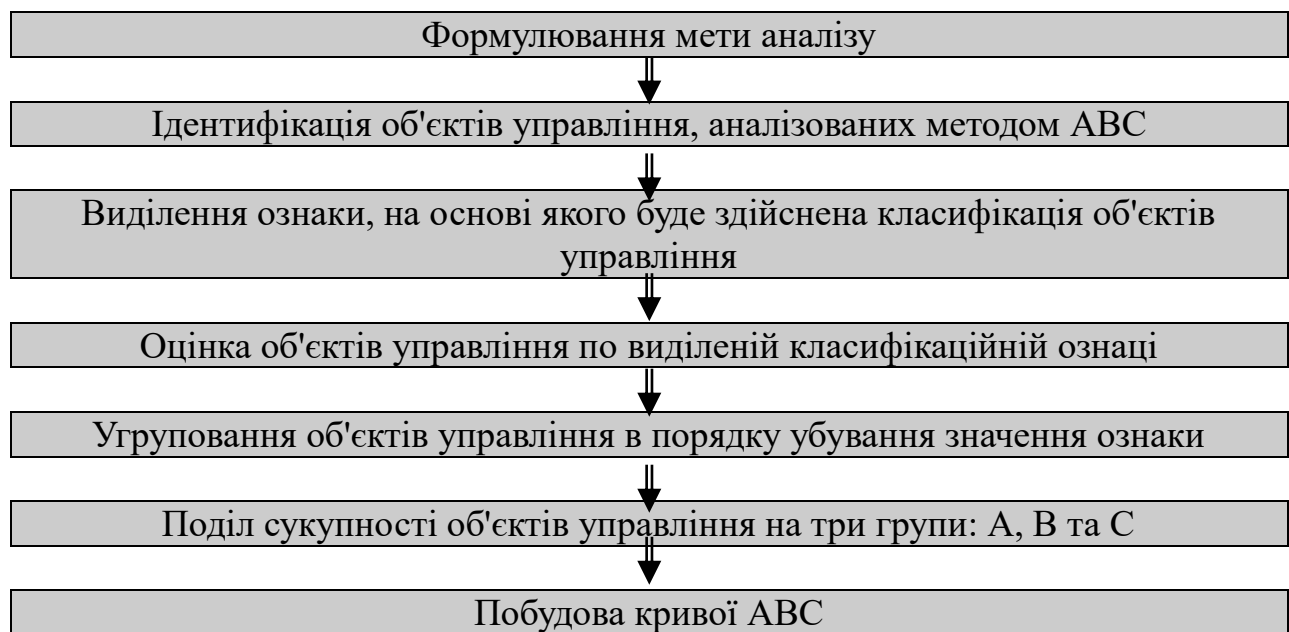 Формулювання мети аналізу
Ідентифікація об'єктів управління, аналізованих методом АВС
Виділення ознаки, на основі якого буде здійснена класифікація об'єктів
управління
Оцінка об'єктів управління по виділеній класифікаційній ознаці
Угруповання об'єктів управління в порядку убування значення ознаки
Поділ сукупності об'єктів управління на три групи: А, В та С
Побудова кривої АВС